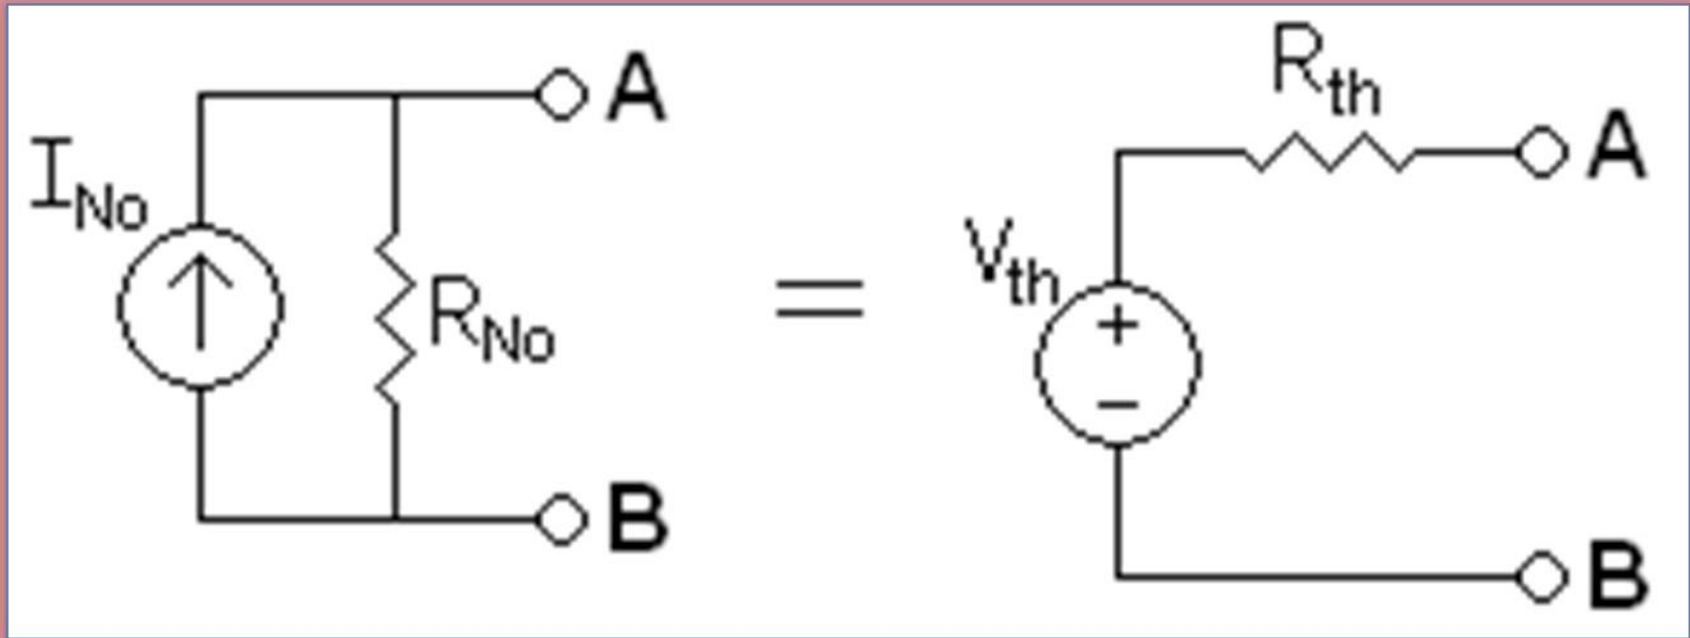 I_No
R_No
A
B
=
R_th
V_th
+
−
A
B